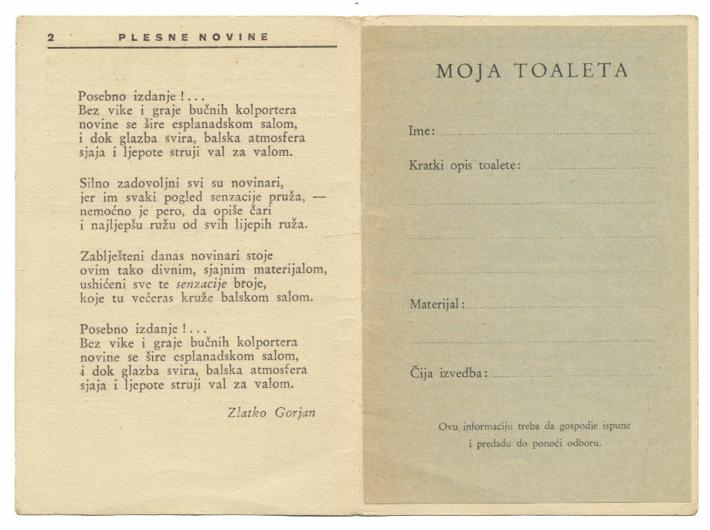 2
PLESNE NOVINE
Posebno izdanje ! . . .
Bez vike i graje bučnih kolportera
novine se šire esplanadskom salom,
i dok glazba svira, balska atmosfera
sjaja i ljepote struji val za valom.
Silno zadovoljni svi su novinari,
jer im svaki pogled senzacije pruža, —
nemoćno je pero, da opiše čari
i najljepšu ružu od svih lijepih ruža.
Zablješteni danas novinari stoje
ovim tako divnim, sjajnim materijalom,
ushićeni sve te senzacije broje,
koje tu večeras kruže balskom salom.
Posebno izdanje ! . . .
Bez vike i graje bučnih kolportera
novine se šire esplanadskom salom,
i dok glazba svira, balska atmosfera
sjaja i ljepote struji val za valom.
Zlatko Gorjan
MOJA TOALETA
Ime:
Kratki opis toalete:
Materijal:
Čija izvedba:
Ovu informaciju treba da gospodje ispune
i predadu do ponoći odboru.